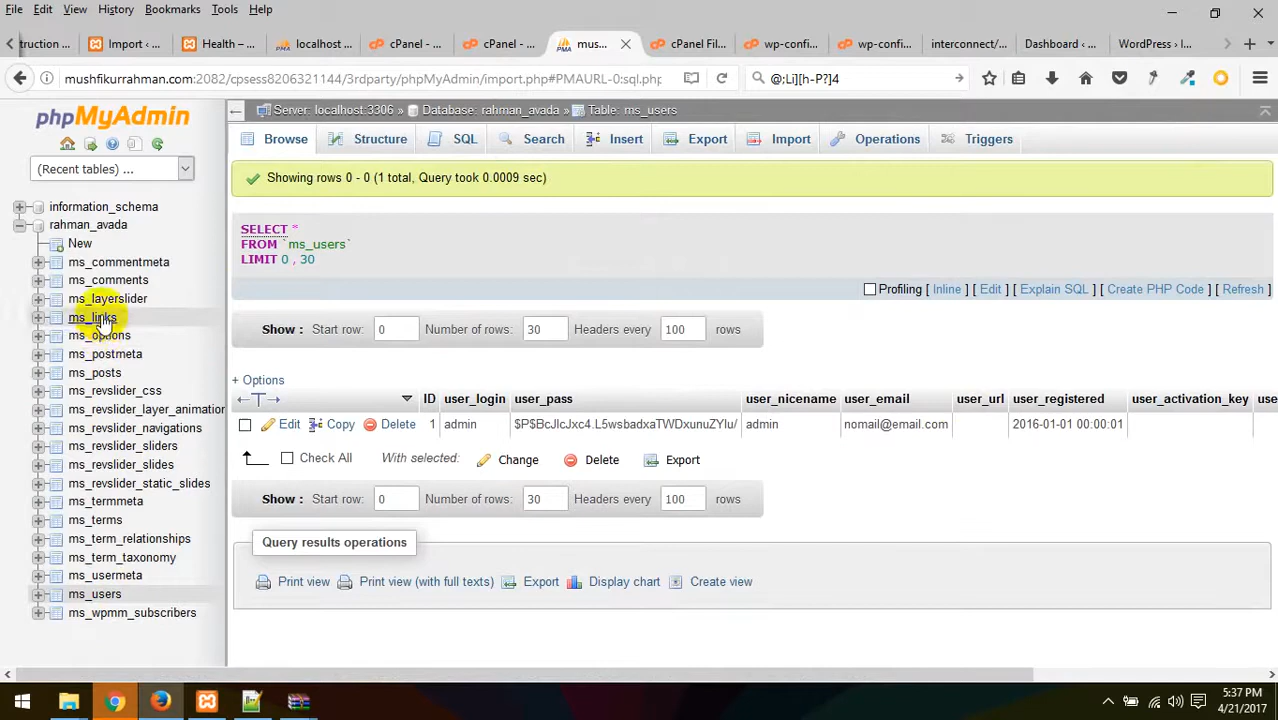 File Edit View History Bookmarks Tools Help
truction ... Import ‹ ... Health – ... localhost ... cPanel - ... cPanel - ... mus... cPanel Fil... wp-confi... wp-confi... interconnect/... Dashboard ‹ ... WordPress › I...
mushfikurrahman.com:2082/cpsess8206321144/3rdparty/phpMyAdmin/import.php#PMAURL-0:sql.php @;Li][h-P?]4
phpMyAdmin
(Recent tables) ...
information_schema
rahman_avada
New
ms_commentmeta
ms_comments
ms_layerslider
ms_links
ms_options
ms_postmeta
ms_posts
ms_revslider_css
ms_revslider_layer_animation
ms_revslider_navigations
ms_revslider_sliders
ms_revslider_slides
ms_revslider_static_slides
ms_termmeta
ms_terms
ms_term_relationships
ms_term_taxonomy
ms_usermeta
ms_users
ms_wpmm_subscribers
Server: localhost:3306 » Database: rahman_avada » Table: ms_users
Browse Structure SQL Search Insert Export Import Operations Triggers
Showing rows 0 - 0 (1 total, Query took 0.0009 sec)
SELECT *
FROM `ms_users`
LIMIT 0 , 30
Profiling [ Inline ] [ Edit ] [ Explain SQL ] [ Create PHP Code ] [ Refresh ]
Show : Start row: 0 Number of rows: 30 Headers every 100 rows
+ Options
←T→ ID user_login user_pass user_nicename user_email user_url user_registered user_activation_key use
Edit Copy Delete 1 admin $P$BcJlcJxc4.L5wsbadxaTWDxunuZYlu/ admin nomail@email.com 2016-01-01 00:00:01
Check All With selected: Change Delete Export
Show : Start row: 0 Number of rows: 30 Headers every 100 rows
Query results operations
Print view Print view (with full texts) Export Display chart Create view
5:37 PM
4/21/2017